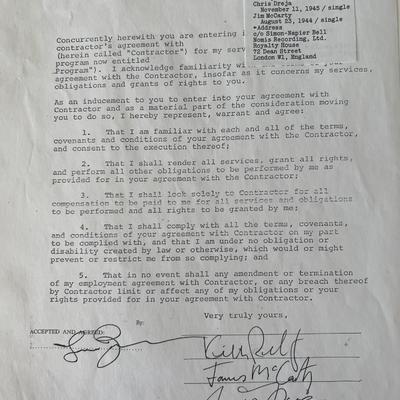 Chris Dreja
November 11, 1945 / single
Jim McCarty
August 23, 1944 / single
*Address
c/o Simon-Napier Bell
Nomis Recording, Ltd.
Royalty House
72 Dean Street
London W1, England
Concurrently herewith you are entering
contractor's agreement with
(herein called "Contractor") for my serv
program now entitled
Program"). I acknowledge familiarity
agreement with the Contractor, insofar as it concerns my services,
obligations and grants of rights to you.
As an inducement to you to enter into your agreement with
Contractor and as a material part of the consideration moving
you to do so, I hereby represent, warrant and agree:
1. That I am familiar with each and all of the terms,
covenants and conditions of your agreement with the Contractor,
and consent to the execution thereof;
2. That I shall render all services, grant all rights,
and perform all other obligations to be performed by me as
provided for in your agreement with Contractor;
3. That I shall look solely to Contractor for all
compensation to be paid to me for all services and obligations
to be performed and all rights to be granted by me;
4. That I shall comply with all the terms, covenants,
and conditions of your agreement with Contractor on my part
to be complied with, and that I am under no obligation or
disability created by law or otherwise, which would or might
prevent or restrict me from so complying; and
5. That in no event shall any amendment or termination
of my employment agreement with Contractor, or any breach thereof
by Contractor limit or affect any of my obligations or your
rights provided for in your agreement with Contractor.
Very truly yours,
By:
ACCEPTED AND AGREED:
Keith Relf
James McCarty